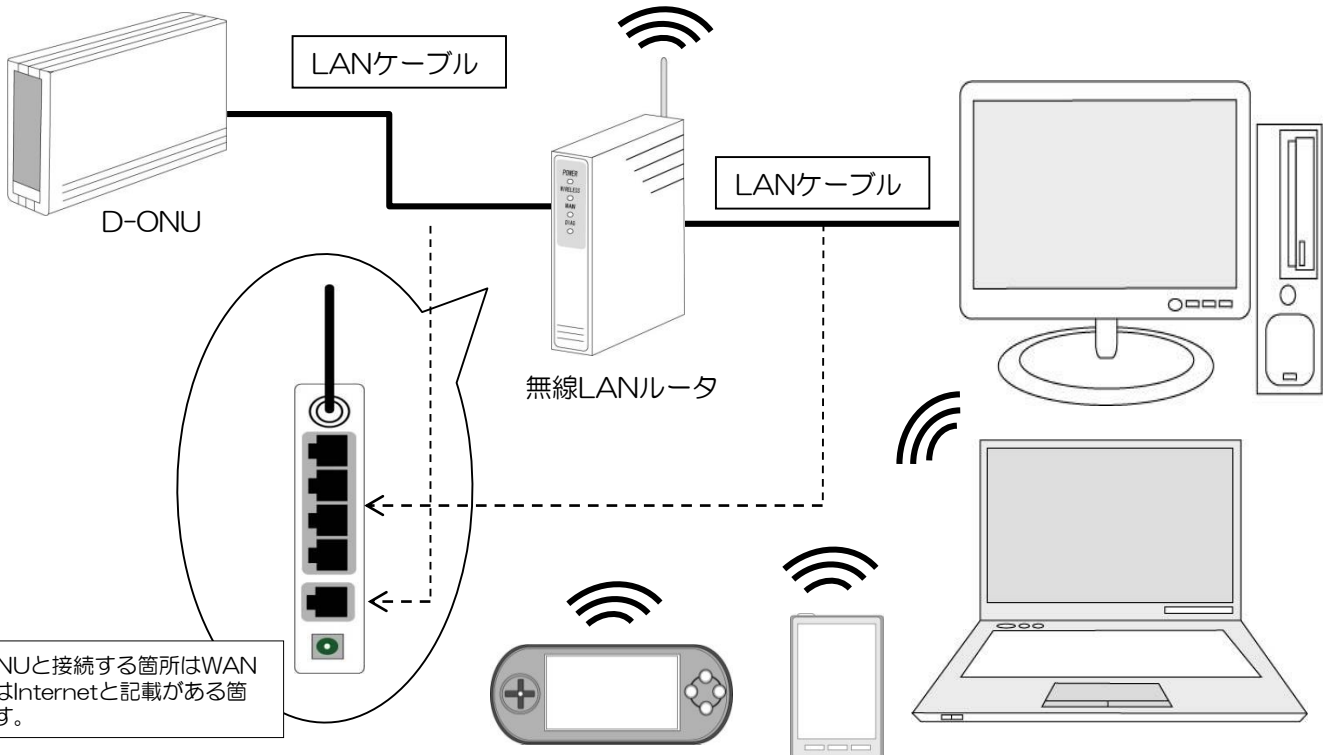 LANケーブル
D-ONU
POWER
WIRELESS
WAN
DIAG
LANケーブル
無線LANルータ
NUと接続する箇所はWAN
はInternetと記載がある箇
す。